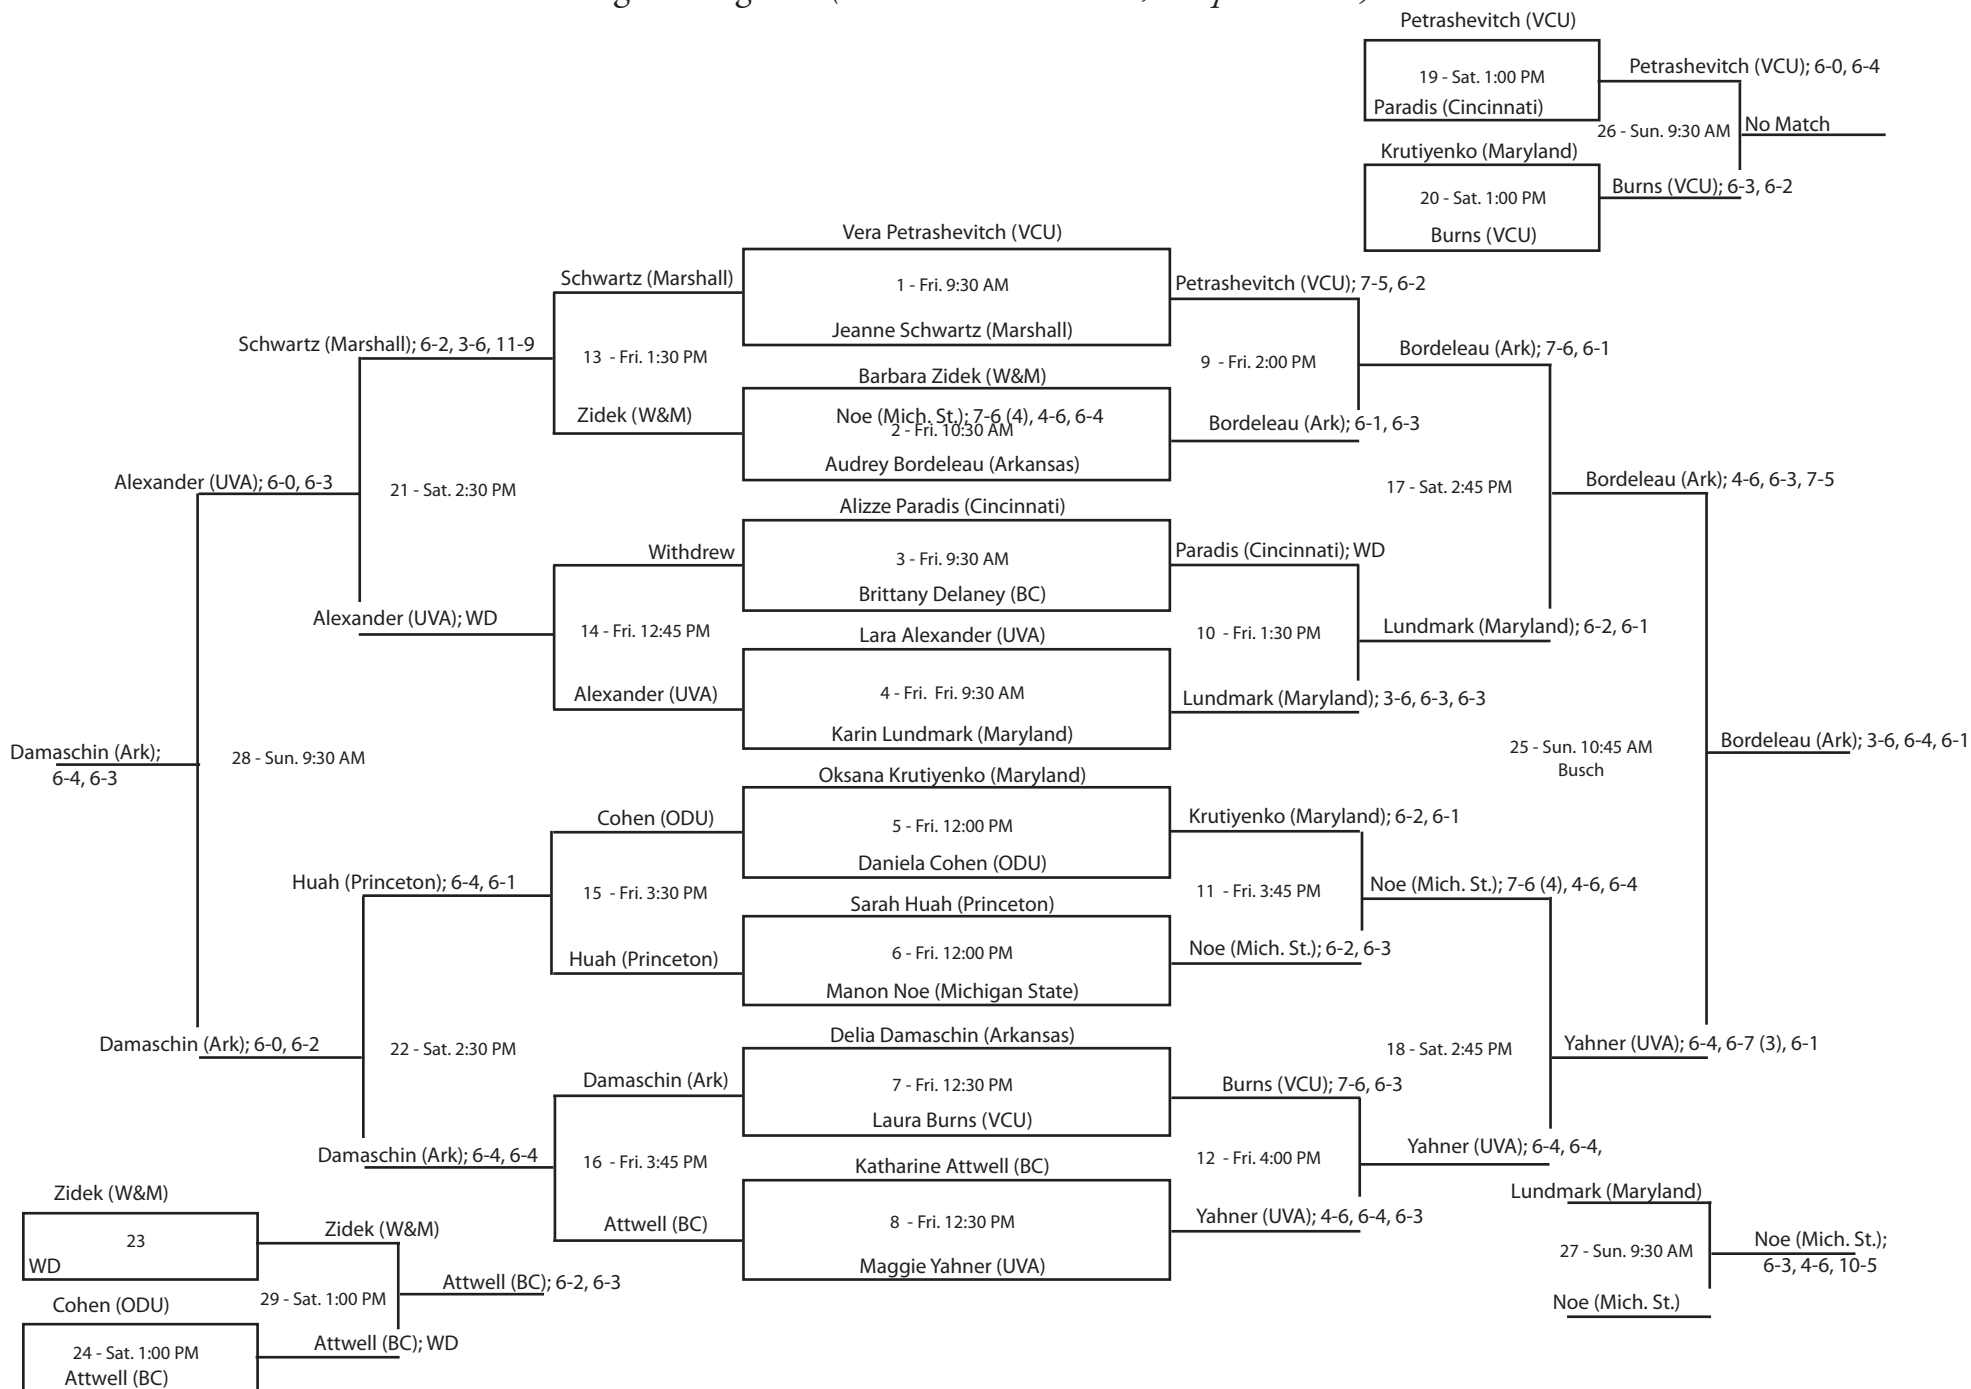 Petrashevitch (VCU)
19 - Sat. 1:00 PM
Paradis (Cincinnati)
Petrashevitch (VCU); 6-0, 6-4
26 - Sun. 9:30 AM
No Match
Krutiyenko (Maryland)
20 - Sat. 1:00 PM
Burns (VCU)
Burns (VCU); 6-3, 6-2
Vera Petrashevitch (VCU)
1 - Fri. 9:30 AM
Jeanne Schwartz (Marshall)
Barbara Zidek (W&M)
Noe (Mich. St.); 7-6 (4), 4-6, 6-4
2 - Fri. 10:30 AM
Audrey Bordeleau (Arkansas)
Alizze Paradis (Cincinnati)
3 - Fri. 9:30 AM
Brittany Delaney (BC)
Lara Alexander (UVA)
4 - Fri. Fri. 9:30 AM
Karin Lundmark (Maryland)
Oksana Krutiyenko (Maryland)
5 - Fri. 12:00 PM
Daniela Cohen (ODU)
Sarah Huah (Princeton)
6 - Fri. 12:00 PM
Manon Noe (Michigan State)
Delia Damaschin (Arkansas)
7 - Fri. 12:30 PM
Laura Burns (VCU)
Katharine Attwell (BC)
8 - Fri. 12:30 PM
Maggie Yahner (UVA)
Petrashevitch (VCU); 7-5, 6-2
9 - Fri. 2:00 PM
Bordeleau (Ark); 6-1, 6-3
Paradis (Cincinnati); WD
10 - Fri. 1:30 PM
Lundmark (Maryland); 3-6, 6-3, 6-3
Krutiyenko (Maryland); 6-2, 6-1
11 - Fri. 3:45 PM
Noe (Mich. St.); 6-2, 6-3
Burns (VCU); 7-6, 6-3
12 - Fri. 4:00 PM
Yahner (UVA); 4-6, 6-4, 6-3
Bordeleau (Ark); 7-6, 6-1
17 - Sat. 2:45 PM
Lundmark (Maryland); 6-2, 6-1
Noe (Mich. St.); 7-6 (4), 4-6, 6-4
18 - Sat. 2:45 PM
Yahner (UVA); 6-4, 6-4,
Bordeleau (Ark); 4-6, 6-3, 7-5
25 - Sun. 10:45 AM
Busch
Yahner (UVA); 6-4, 6-7 (3), 6-1
Bordeleau (Ark); 3-6, 6-4, 6-1
Lundmark (Maryland)
27 - Sun. 9:30 AM
Noe (Mich. St.)
Noe (Mich. St.);
6-3, 4-6, 10-5
Schwartz (Marshall)
13 - Fri. 1:30 PM
Zidek (W&M)
Withdrew
14 - Fri. 12:45 PM
Alexander (UVA)
Cohen (ODU)
15 - Fri. 3:30 PM
Huah (Princeton)
Damaschin (Ark)
16 - Fri. 3:45 PM
Attwell (BC)
Schwartz (Marshall); 6-2, 3-6, 11-9
21 - Sat. 2:30 PM
Alexander (UVA); WD
Huah (Princeton); 6-4, 6-1
22 - Sat. 2:30 PM
Damaschin (Ark); 6-4, 6-4
Alexander (UVA); 6-0, 6-3
28 - Sun. 9:30 AM
Damaschin (Ark); 6-0, 6-2
Damaschin (Ark);
6-4, 6-3
Zidek (W&M)
23
WD
Zidek (W&M)
29 - Sat. 1:00 PM
Attwell (BC); 6-2, 6-3
Cohen (ODU)
24 - Sat. 1:00 PM
Attwell (BC)
Attwell (BC); WD